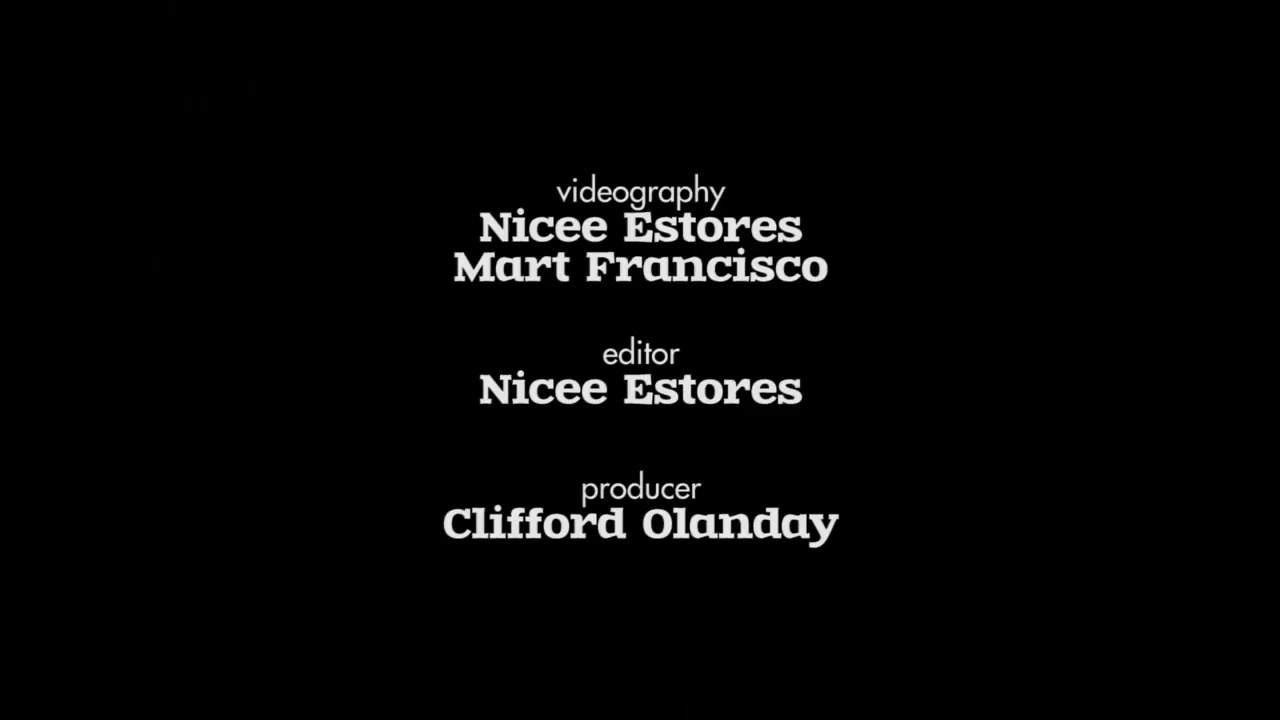 videography
Nicee Estores
Mart Francisco
editor
Nicee Estores
producer
Clifford Olanday